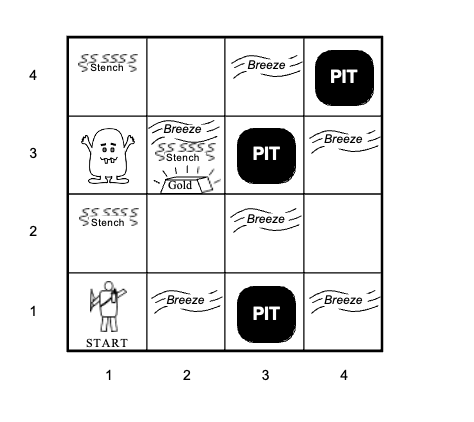 4
Stench
Breeze
PIT
3
Breeze
Stench
Gold
PIT
Breeze
2
Stench
Breeze
1
START
Breeze
PIT
Breeze
1 2 3 4